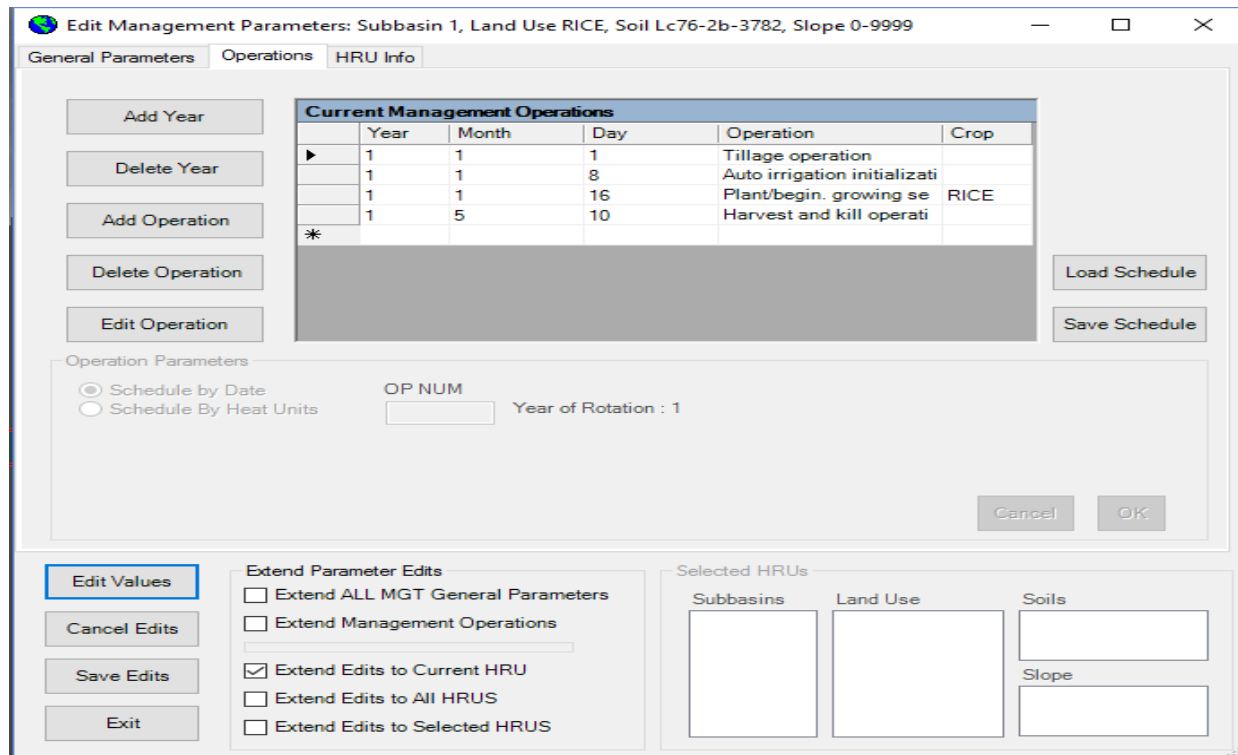 Edit Management Parameters: Subbasin 1, Land Use RICE, Soil Lc76-2b-3782, Slope 0-9999
General Parameters Operations HRU Info
Add Year
Delete Year
Add Operation
Delete Operation
Edit Operation
Current Management Operations
Year Month Day Operation Crop
1 1 1 Tillage operation
1 1 8 Auto irrigation initializati
1 1 16 Plant/begin. growing se RICE
1 5 10 Harvest and kill operati
Load Schedule
Save Schedule
Operation Parameters
Schedule by Date
Schedule By Heat Units
OP NUM
Year of Rotation : 1
Cancel OK
Edit Values
Cancel Edits
Save Edits
Exit
Extend Parameter Edits
Extend ALL MGT General Parameters
Extend Management Operations
Extend Edits to Current HRU
Extend Edits to All HRUS
Extend Edits to Selected HRUS
Selected HRUs
Subbasins Land Use Soils
Slope